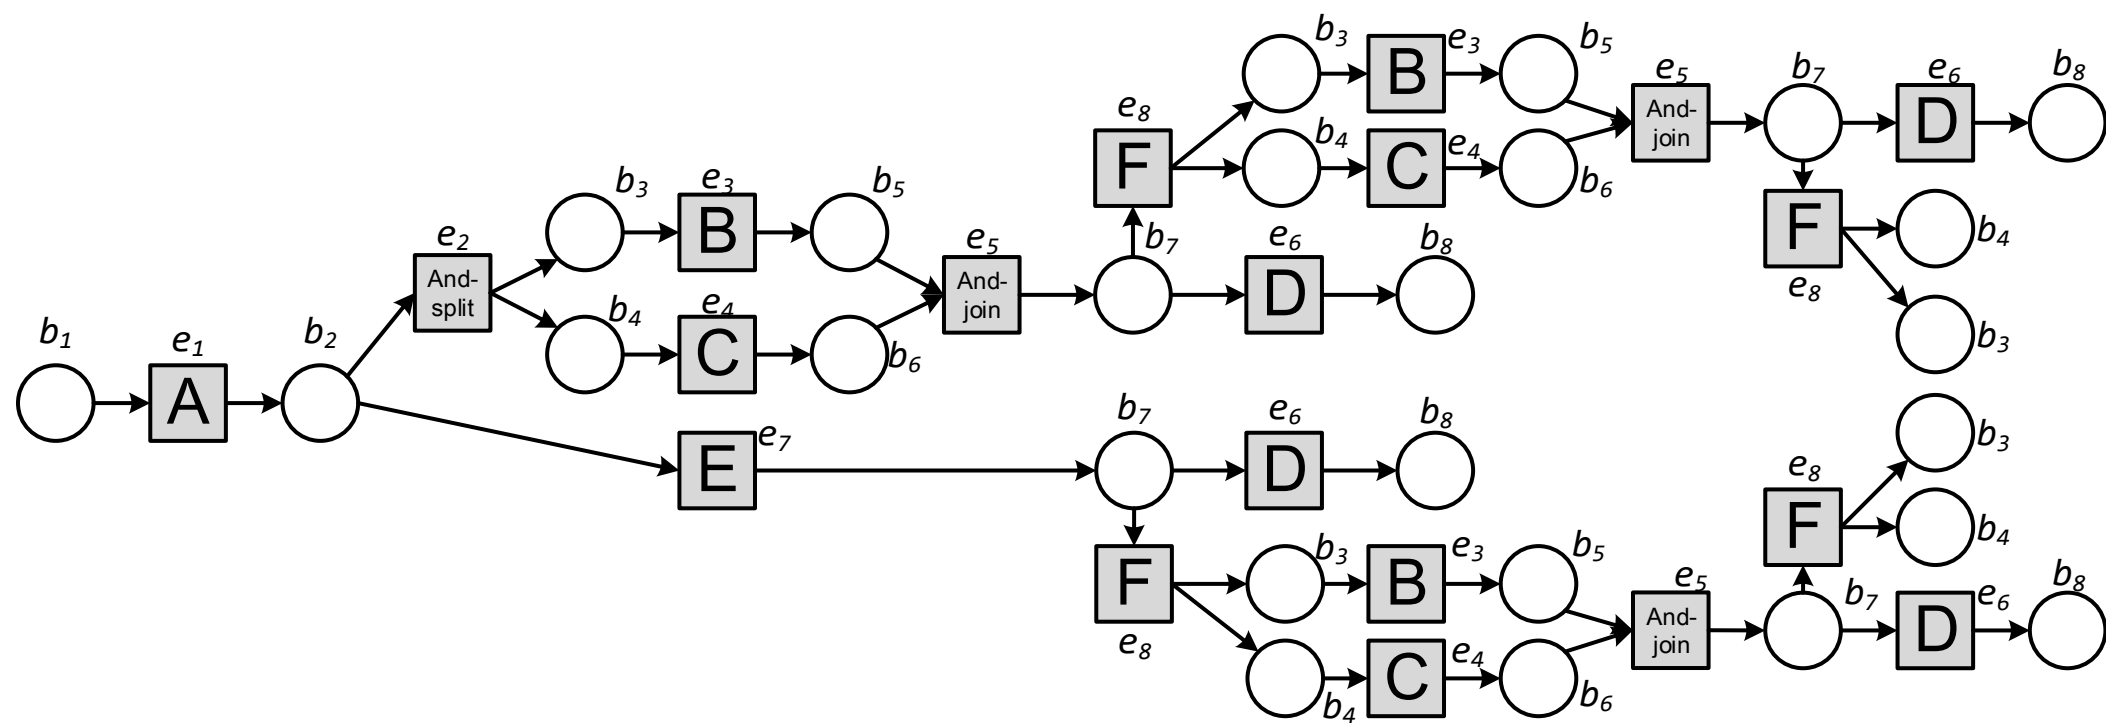 b3 e3 b5
B
e5 b7 e6 b8
And-
join
D
e8
F
b4 e4
C
b6
F
e8
b4
b3
b3 e3 b5
B
e2
And-
split
b4 e4
C
b6
e5
And-
join
b7 e6 b8
D
b1 e1 b2
A
E
e7
b7 e6 b8
D
F
e8
b3 e3 b5
B
b4 e4
C
b6
e5
And-
join
b3
e8
F
b4
b7 e6 b8
D